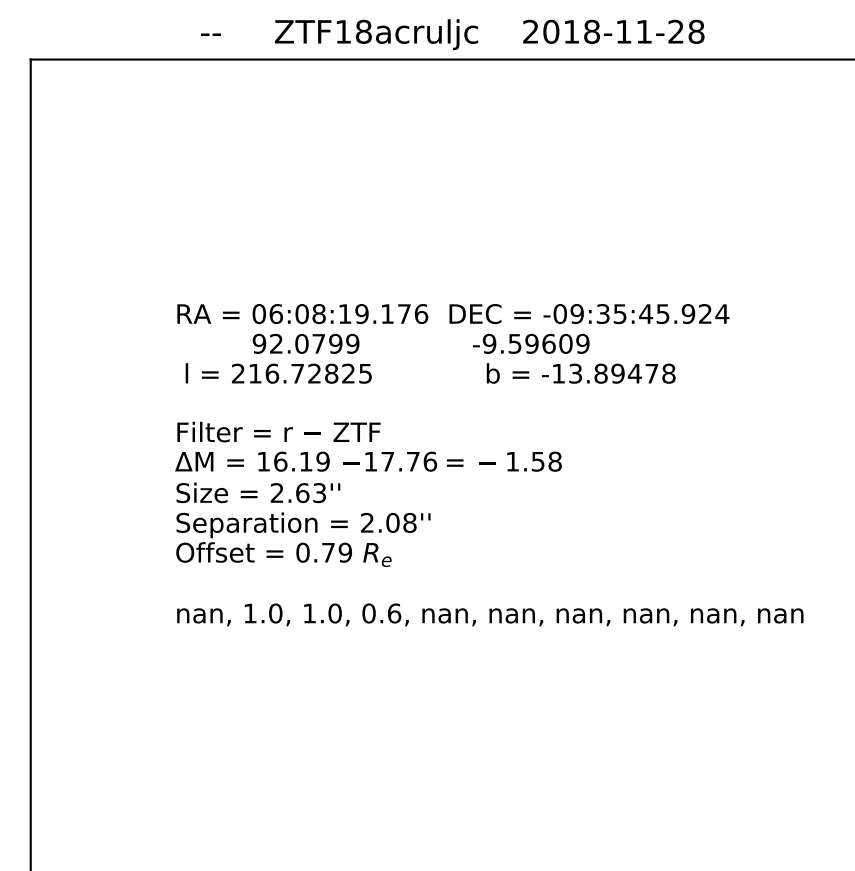 -- ZTF18acruljc 2018-11-28
RA = 06:08:19.176 DEC = -09:35:45.924
92.0799 -9.59609
l = 216.72825 b = -13.89478
Filter = r − ZTF
ΔM = 16.19 −17.76 = − 1.58
Size = 2.63''
Separation = 2.08''
Offset = 0.79 Rₑ
nan, 1.0, 1.0, 0.6, nan, nan, nan, nan, nan, nan